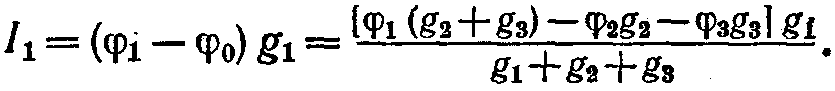 I₁ = (φ₁ − φ₀) g₁ = [φ₁ (g₂ + g₃) − φ₂g₂ − φ₃g₃] g₁ / g₁ + g₂ + g₃ .